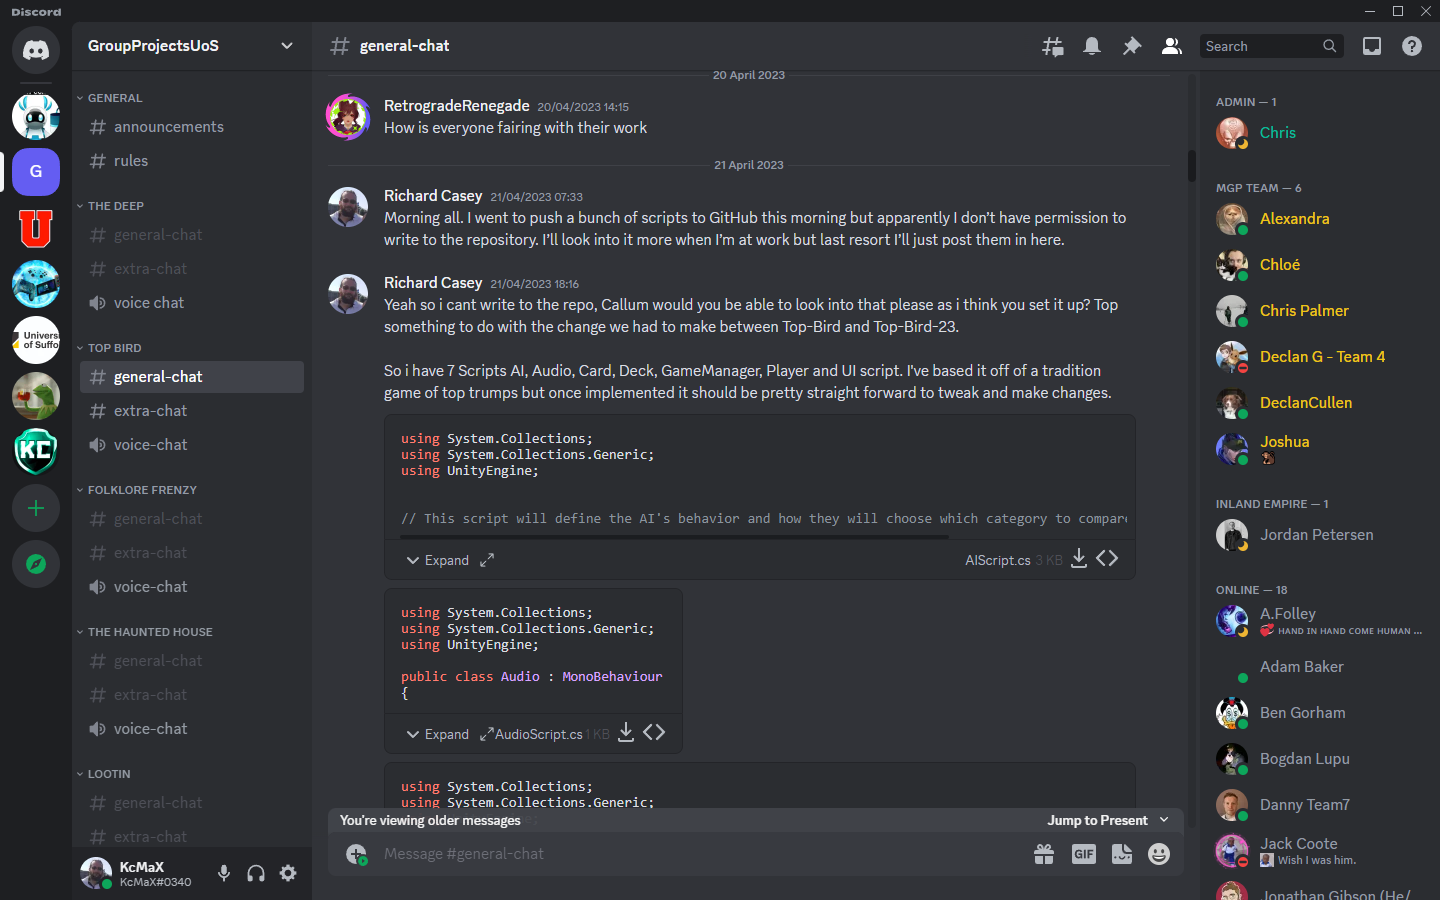 Discord
GroupProjectsUoS
G
U
Univers
of Suffo
KC
GENERAL
announcements
rules
THE DEEP
general-chat
extra-chat
voice chat
TOP BIRD
general-chat
extra-chat
voice-chat
FOLKLORE FRENZY
general-chat
extra-chat
voice-chat
THE HAUNTED HOUSE
general-chat
extra-chat
voice-chat
LOOTIN
general-chat
extra-chat
KcMaX
KcMaX#0340
general-chat
Search
20 April 2023
RetrogradeRenegade 20/04/2023 14:15
How is everyone fairing with their work
21 April 2023
Richard Casey 21/04/2023 07:33
Morning all. I went to push a bunch of scripts to GitHub this morning but apparently I don’t have permission to
write to the repository. I’ll look into it more when I’m at work but last resort I’ll just post them in here.
Richard Casey 21/04/2023 18:16
Yeah so i cant write to the repo, Callum would you be able to look into that please as i think you set it up? Top
something to do with the change we had to make between Top-Bird and Top-Bird-23.
So i have 7 Scripts AI, Audio, Card, Deck, GameManager, Player and UI script. I've based it off of a tradition
game of top trumps but once implemented it should be pretty straight forward to tweak and make changes.
using System.Collections;
using System.Collections.Generic;
using UnityEngine;
// This script will define the AI's behavior and how they will choose which category to compare
Expand AIScript.cs 3 KB
using System.Collections;
using System.Collections.Generic;
using UnityEngine;
public class Audio : MonoBehaviour
{
Expand AudioScript.cs 1 KB
using System.Collections;
using System.Collections.Generic;
You're viewing older messages Jump to Present
Message #general-chat
GIF
ADMIN — 1
Chris
MGP TEAM — 6
Alexandra
Chloé
Chris Palmer
Declan G - Team 4
DeclanCullen
Joshua
INLAND EMPIRE — 1
Jordan Petersen
ONLINE — 18
A.Folley
HAND IN HAND COME HUMAN ...
Adam Baker
Ben Gorham
Bogdan Lupu
Danny Team7
Jack Coote
Wish I was him.
Jonathan Gibson (He/